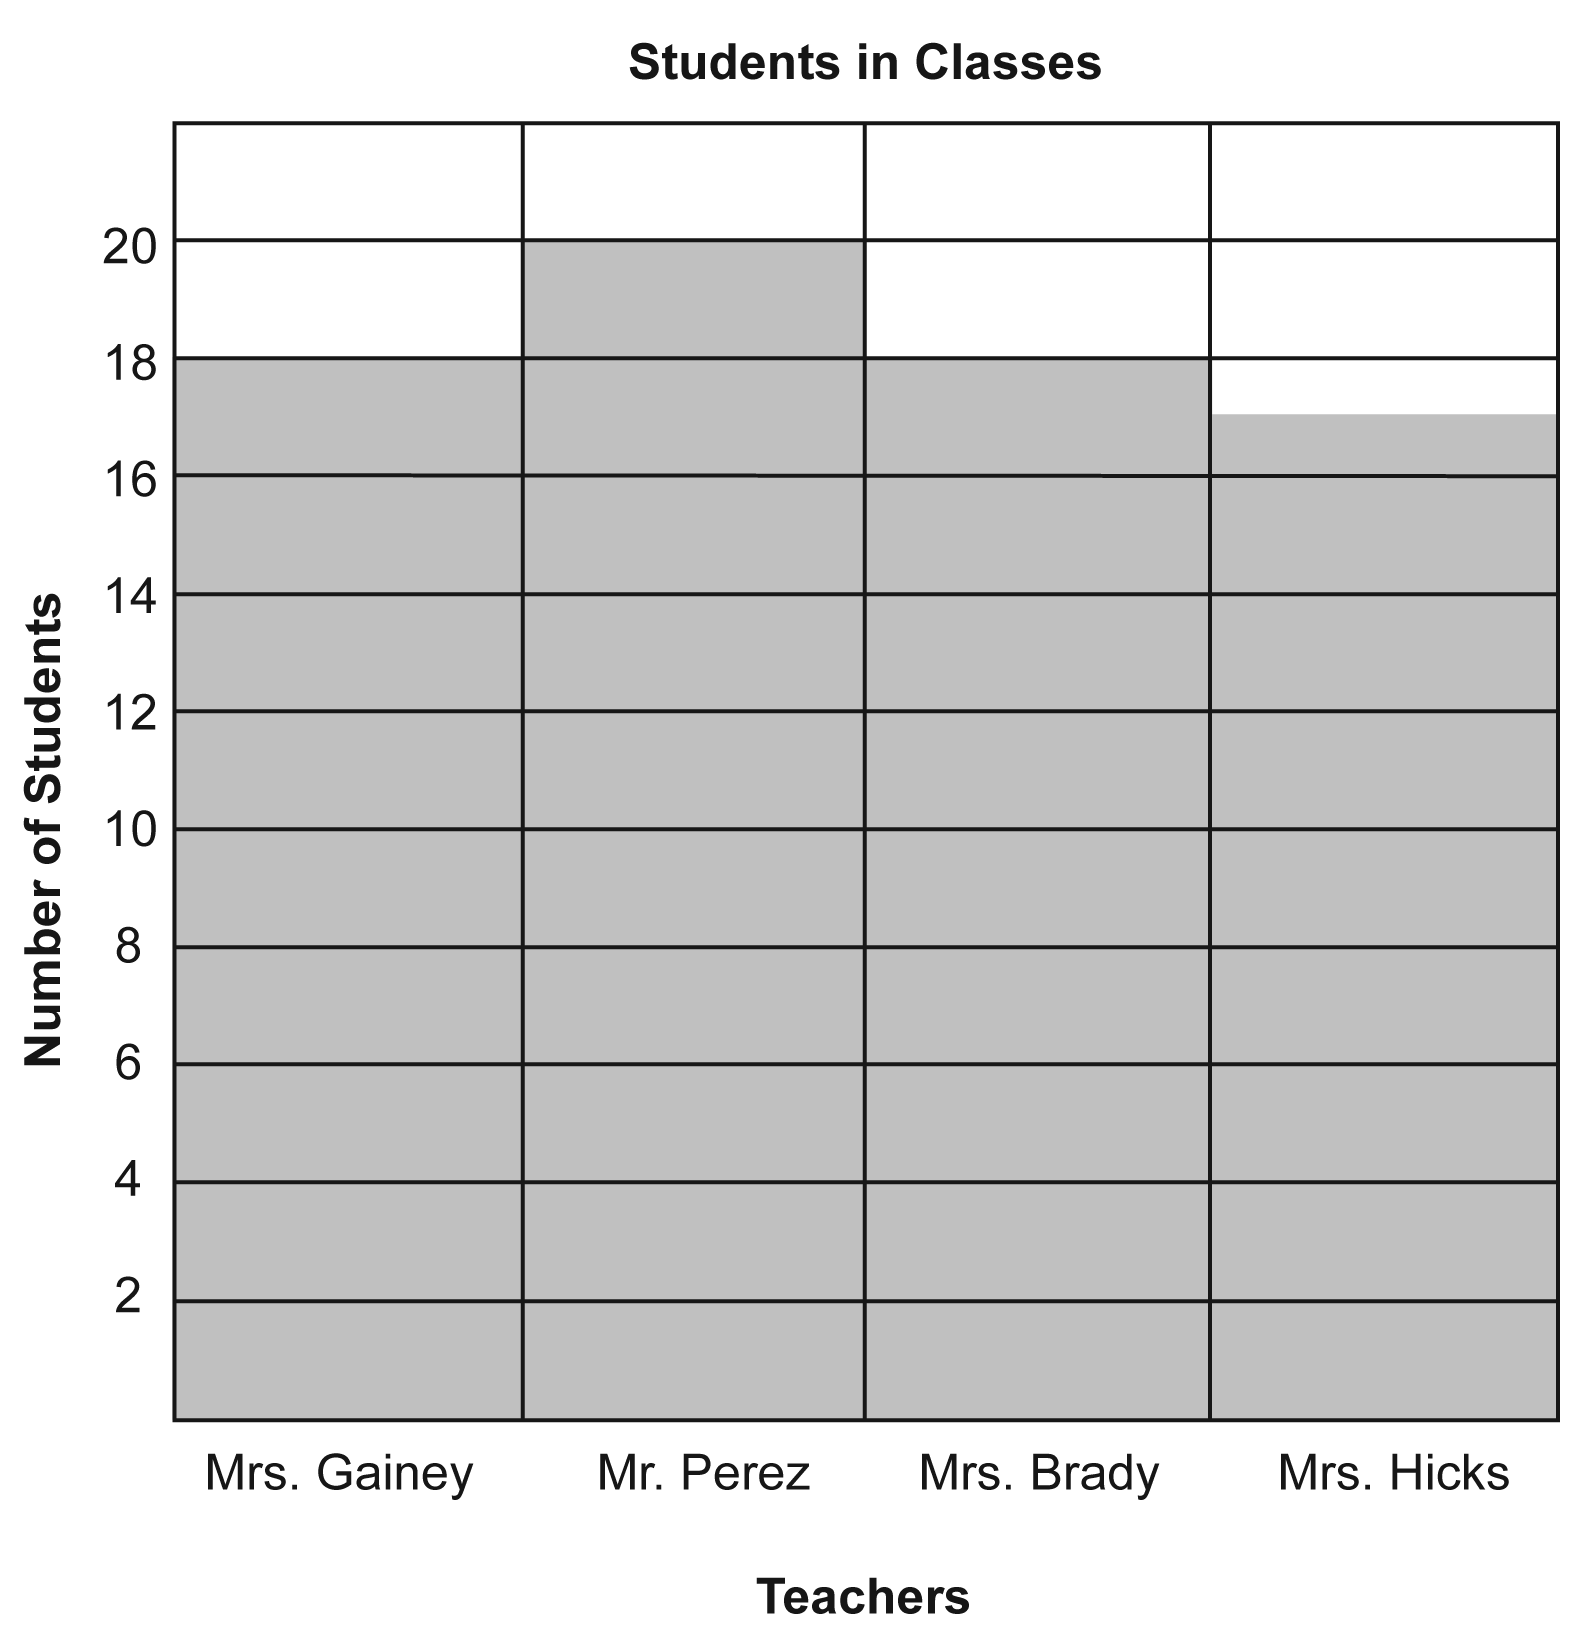 Students in Classes
Number of Students
20
18
16
14
12
10
8
6
4
2
Mrs. Gainey Mr. Perez Mrs. Brady Mrs. Hicks
Teachers